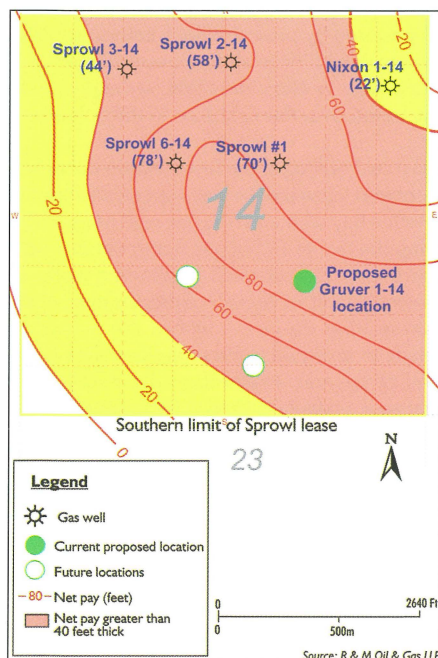 Sprowl 3-14
(44')
Sprowl 2-14
(58')
40
20
Nixon 1-14
(22')
60
Sprowl 6-14
(78')
Sprowl #1
(70')
20
W
14
E
Proposed
Gruver 1-14
location
80
60
40
20
0
S
Southern limit of Sprowl lease
23
N
Legend
Gas well
Current proposed location
Future locations
80 Net pay (feet)
Net pay greater than
40 feet thick
0 2640 Ft
0 500m
Source: R & M Oil & Gas